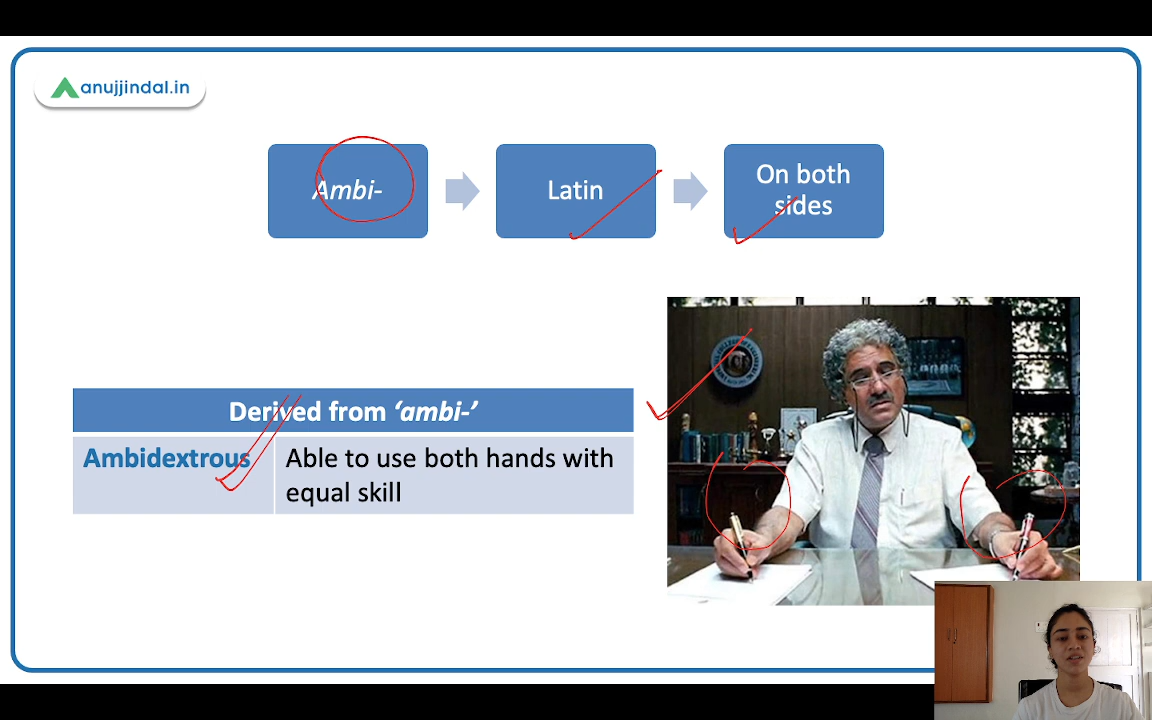 anujjindal.in
Ambi-
Latin
On both
sides
Derived from ‘ambi-’
Ambidextrous
Able to use both hands with
equal skill